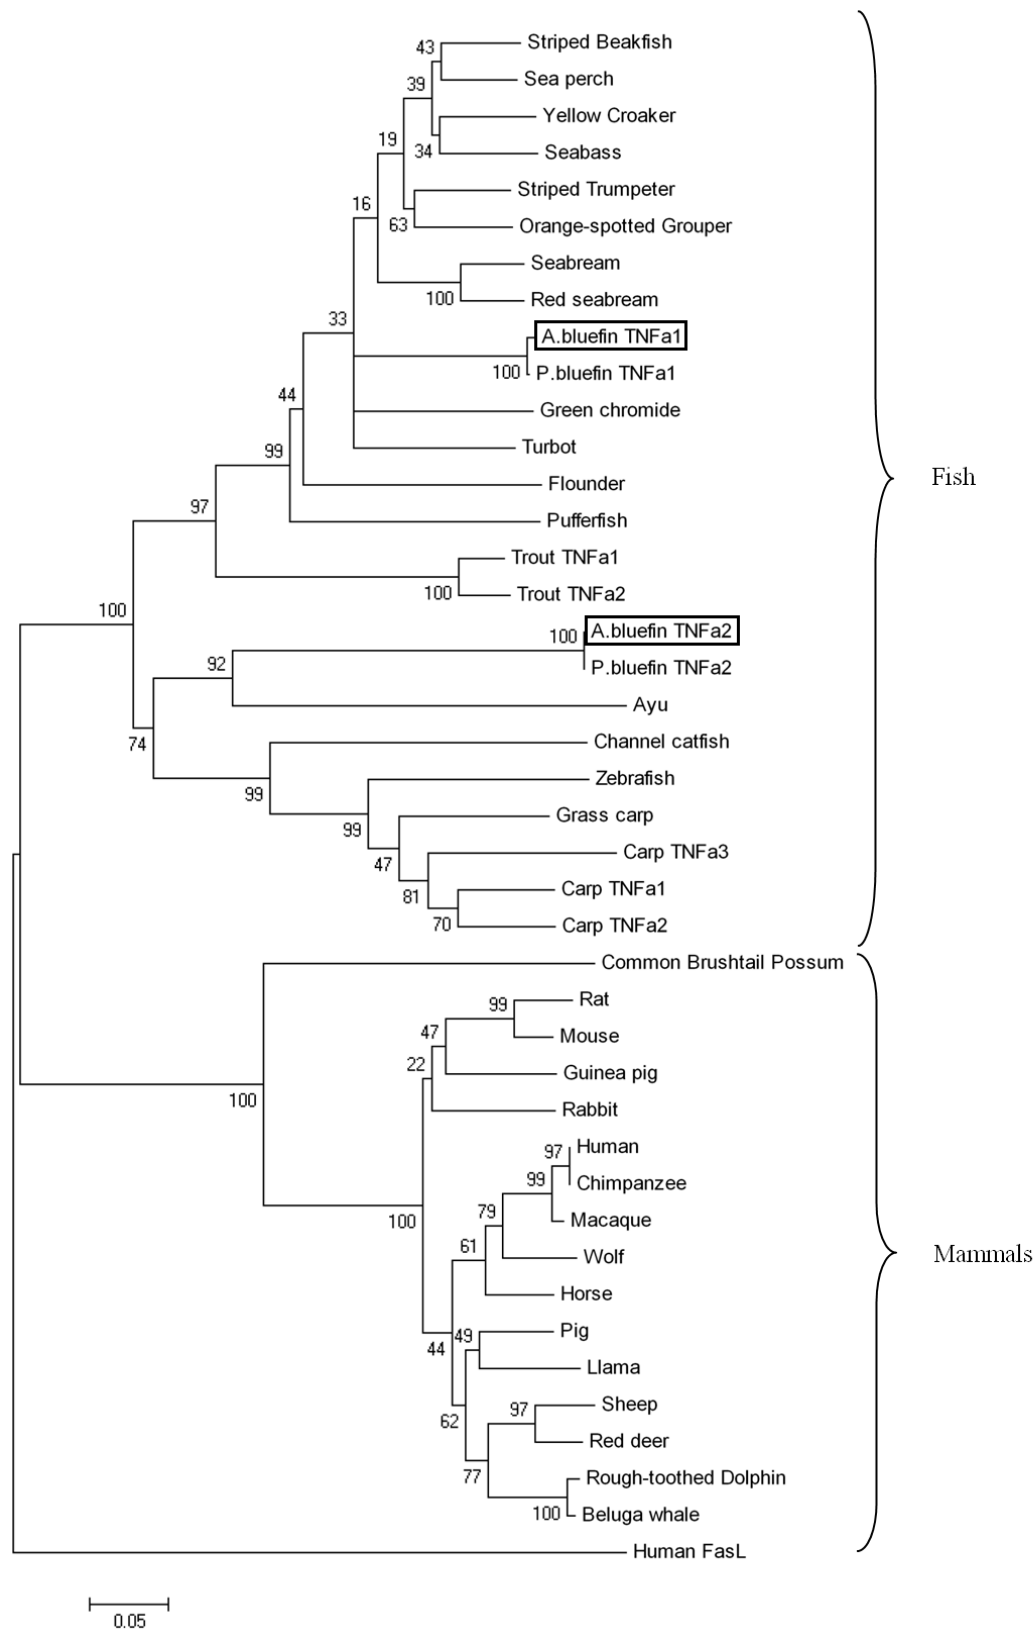 Striped Beakfish
43
Sea perch
39
Yellow Croaker
19
34
Seabass
Striped Trumpeter
16
63
Orange-spotted Grouper
Seabream
100
Red seabream
33
A.bluefin TNFa1
100
P.bluefin TNFa1
44
Green chromide
99
Turbot
Flounder
Fish
97
Pufferfish
Trout TNFa1
100
Trout TNFa2
100
A.bluefin TNFa2
100
92
P.bluefin TNFa2
Ayu
74
Channel catfish
99
Zebrafish
99
Grass carp
47
Carp TNFa3
81
Carp TNFa1
70
Carp TNFa2
Common Brushtail Possum
99
Rat
47
Mouse
22
Guinea pig
100
Rabbit
97
Human
99
Chimpanzee
79
Macaque
100
61
Wolf
Mammals
Horse
49
Pig
44
Llama
97
Sheep
62
Red deer
77
Rough-toothed Dolphin
100
Beluga whale
Human FasL
0.05